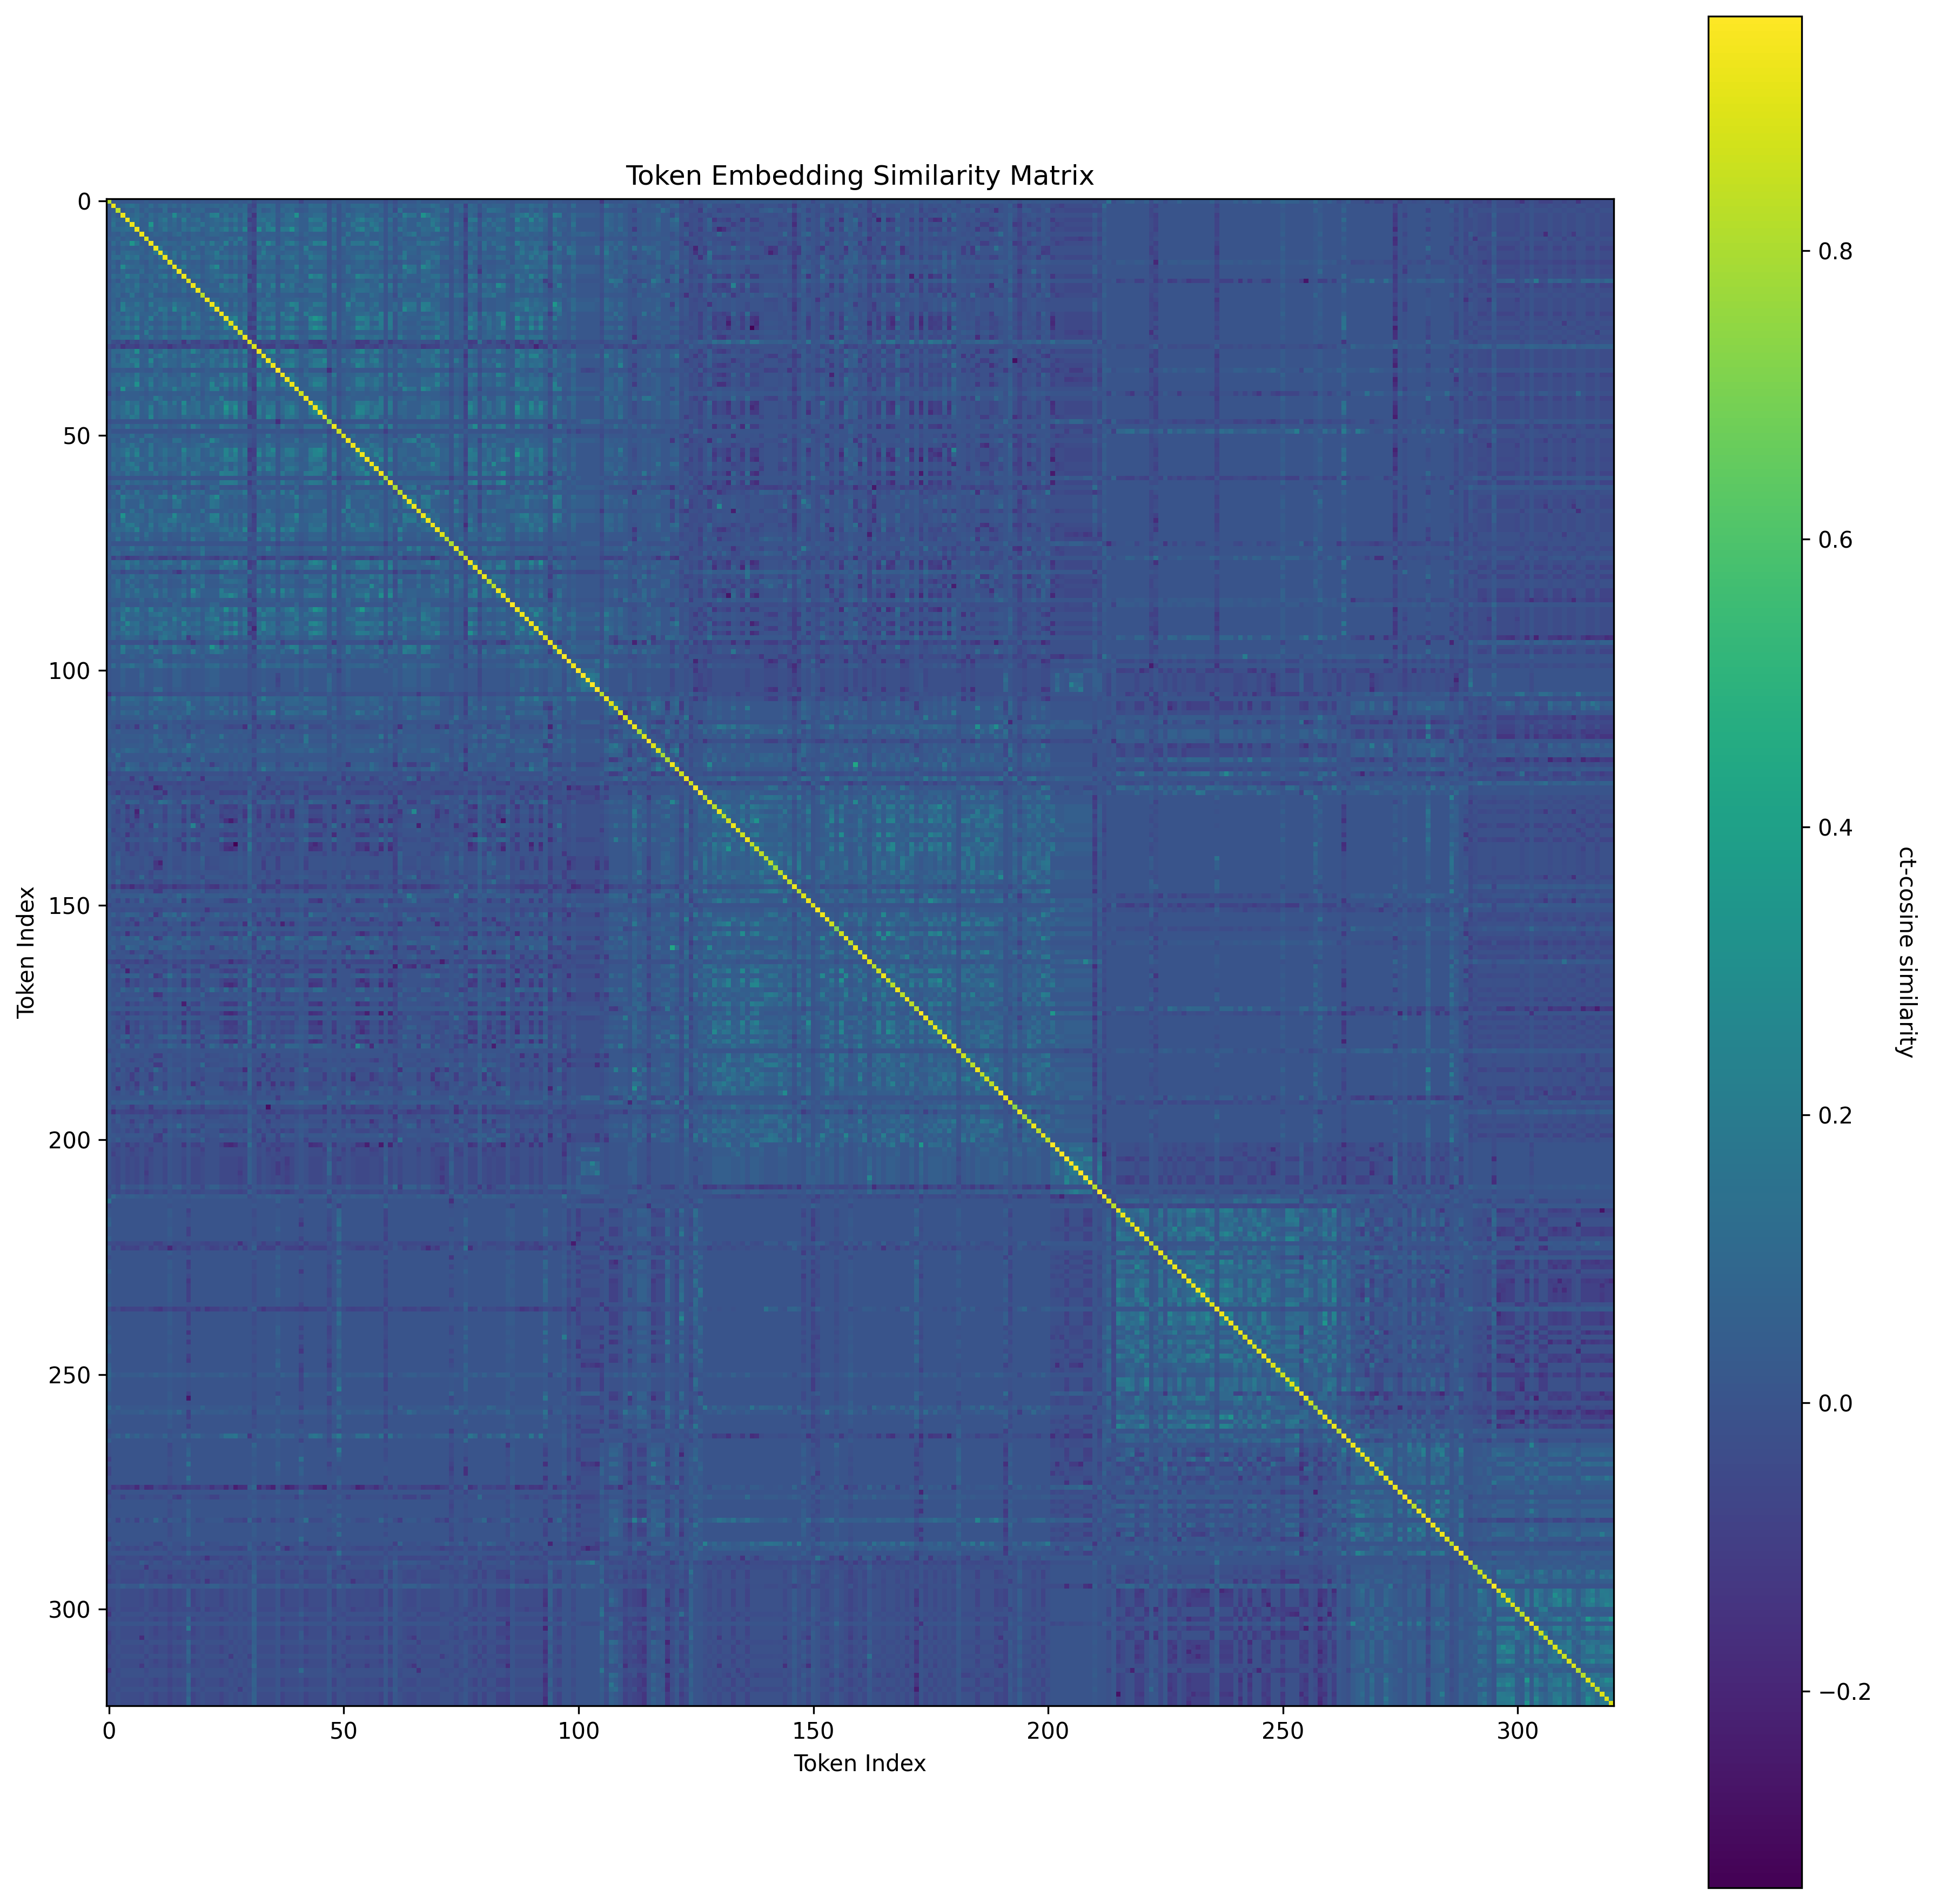 Token Embedding Similarity Matrix
0
50
100
150
200
250
300
Token Index
0 50 100 150 200 250 300
Token Index
0.8
0.6
0.4
0.2
0.0
−0.2
ct-cosine similarity